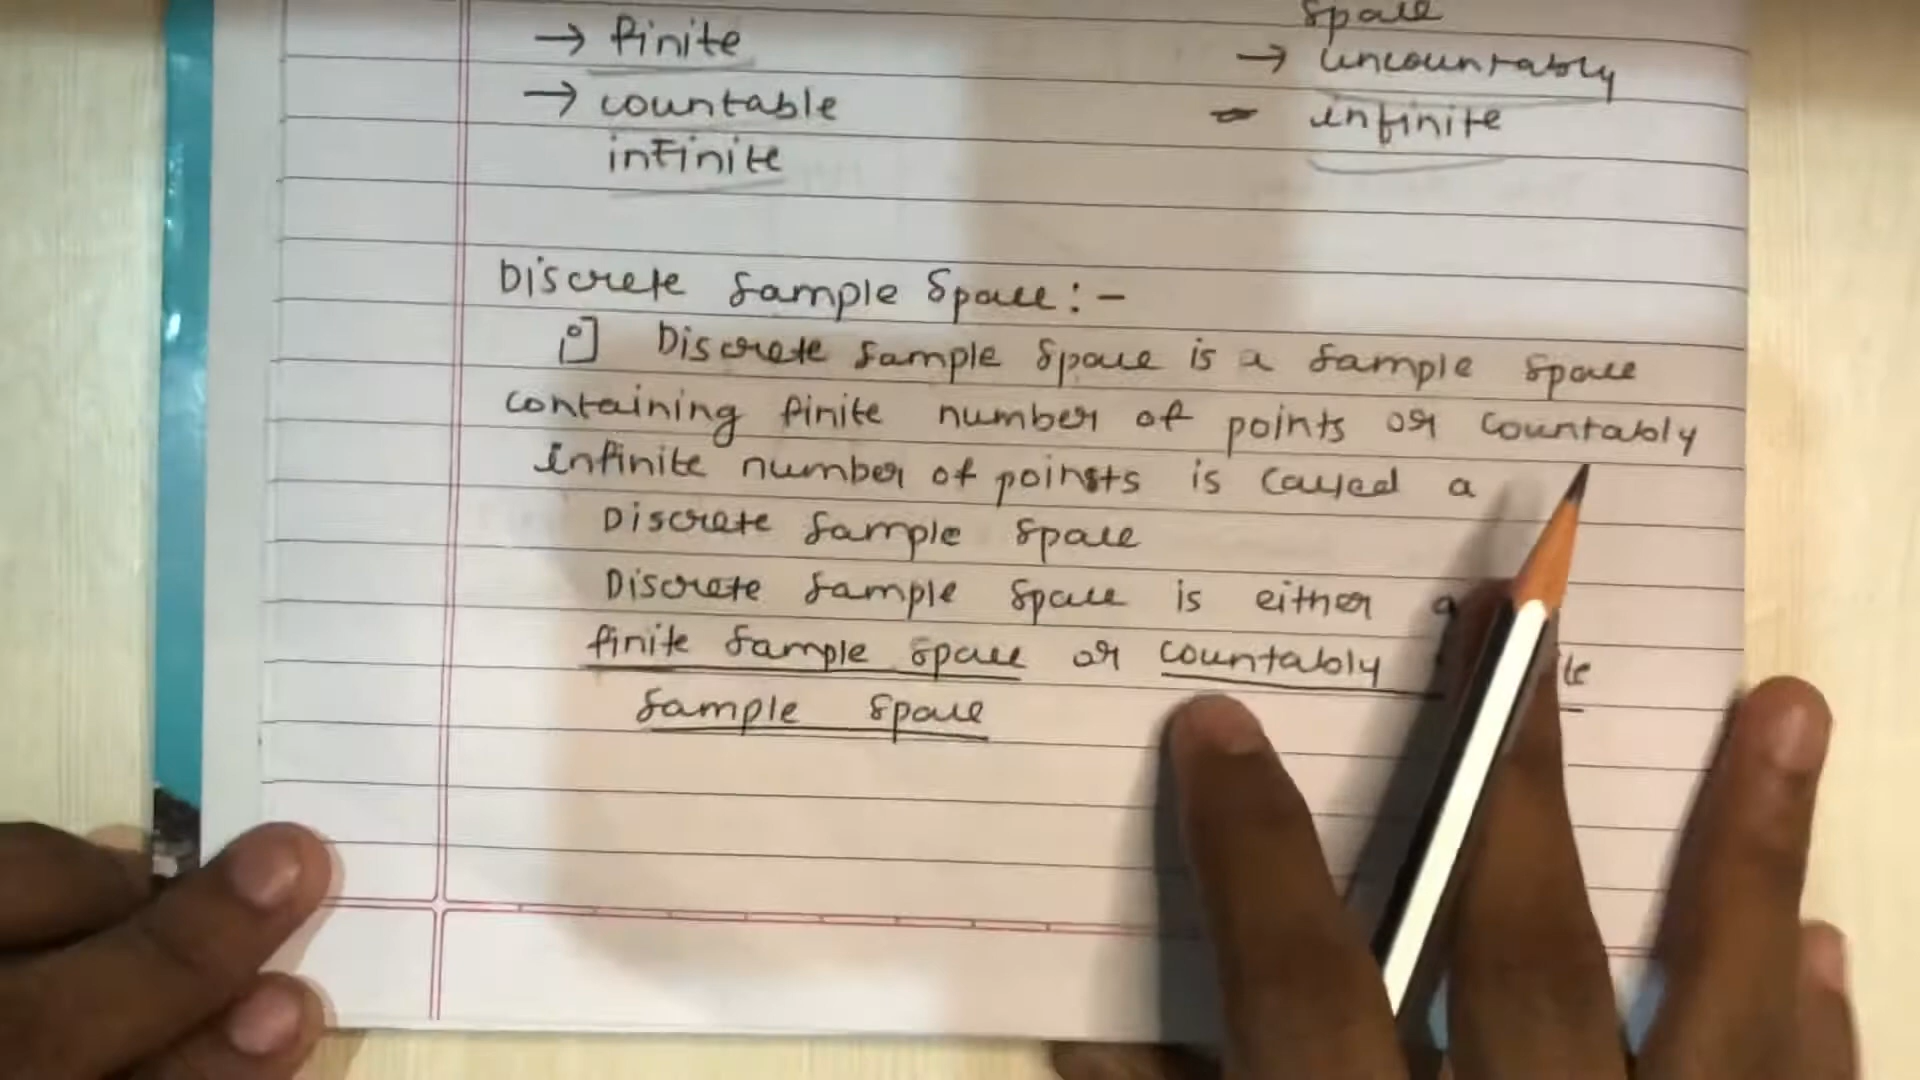 space
→ finite
→ uncountably
→ countable
infinite
infinite
Discrete sample space:-
i] Discrete sample space is a sample space
containing finite number of points or countably
infinite number of points is called a
Discrete sample space
Discrete sample space is either a
finite sample space or countably
sample space